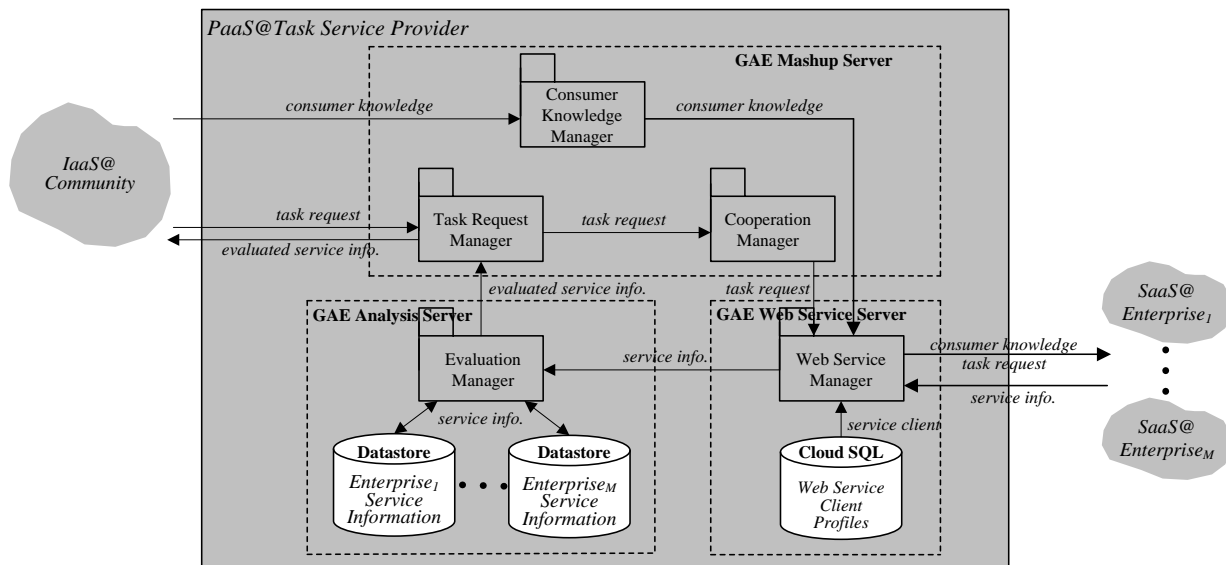 PaaS@Task Service Provider
GAE Mashup Server
consumer knowledge
Consumer
Knowledge
Manager
consumer knowledge
IaaS@
Community
task request
evaluated service info.
Task Request
Manager
task request
Cooperation
Manager
evaluated service info.
task request
GAE Analysis Server
GAE Web Service Server
SaaS@
Enterprise1
Evaluation
Manager
service info.
Web Service
Manager
consumer knowledge
task request
service info.
service info.
service client
SaaS@
EnterpriseM
Datastore
Enterprise1
Service
Information
Datastore
EnterpriseM
Service
Information
Cloud SQL
Web Service
Client
Profiles